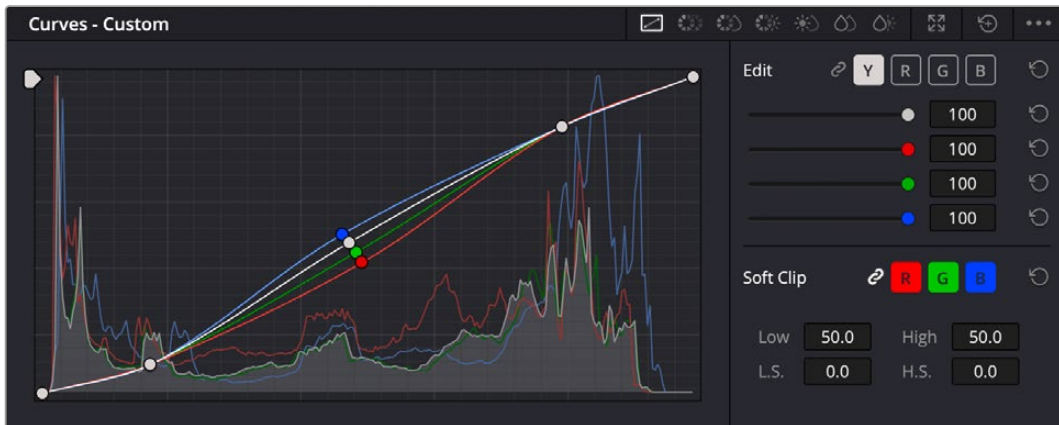 Curves - Custom
Edit Y R G B
100
100
100
100
Soft Clip R G B
Low 50.0 High 50.0
L.S. 0.0 H.S. 0.0